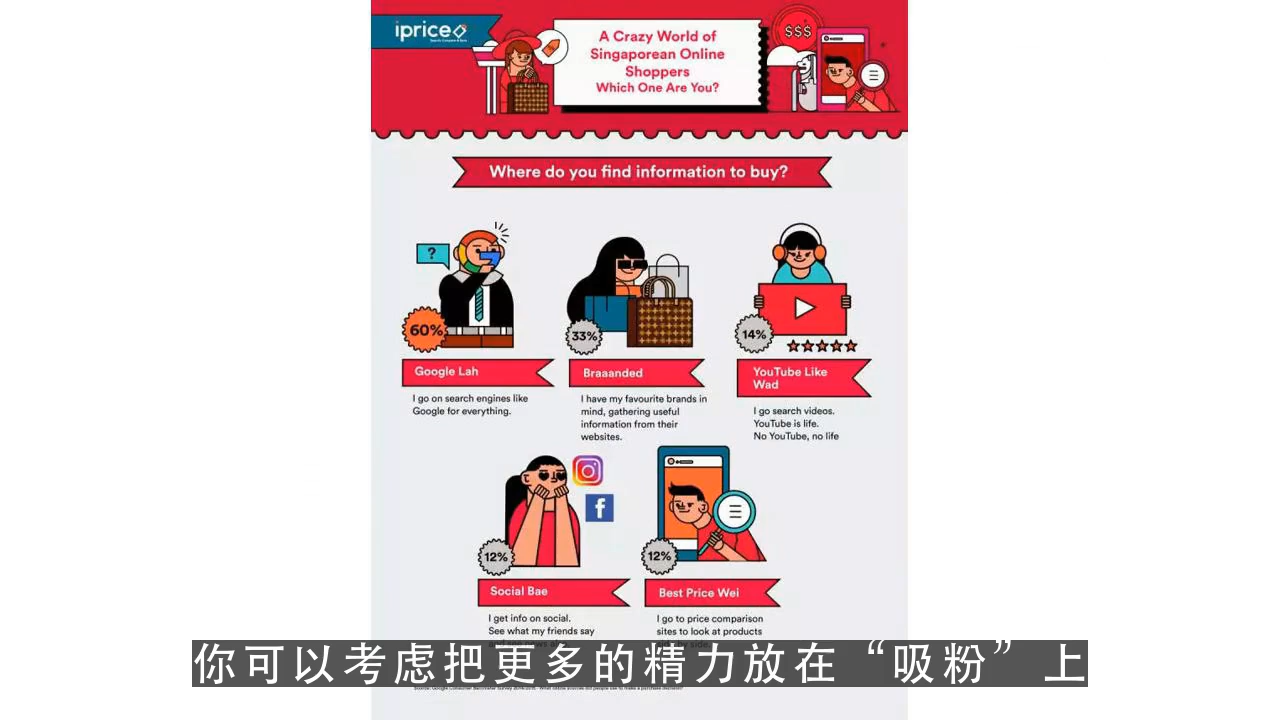 iprice
A Crazy World of
Singaporean Online
Shoppers
Which One Are You?
$$$
Where do you find information to buy?
?
60%
33%
14%
Google Lah
Braaanded
YouTube Like
Wad
I go on search engines like
Google for everything.
I have my favourite brands in
mind, gathering useful
information from their
websites.
I go search videos.
YouTube is life.
No YouTube, no life
12%
12%
Social Bae
Best Price Wei
I get info on social.
See what my friends say
I go to price comparison
sites to look at products
你可以考虑把更多的精力放在“吸粉”上